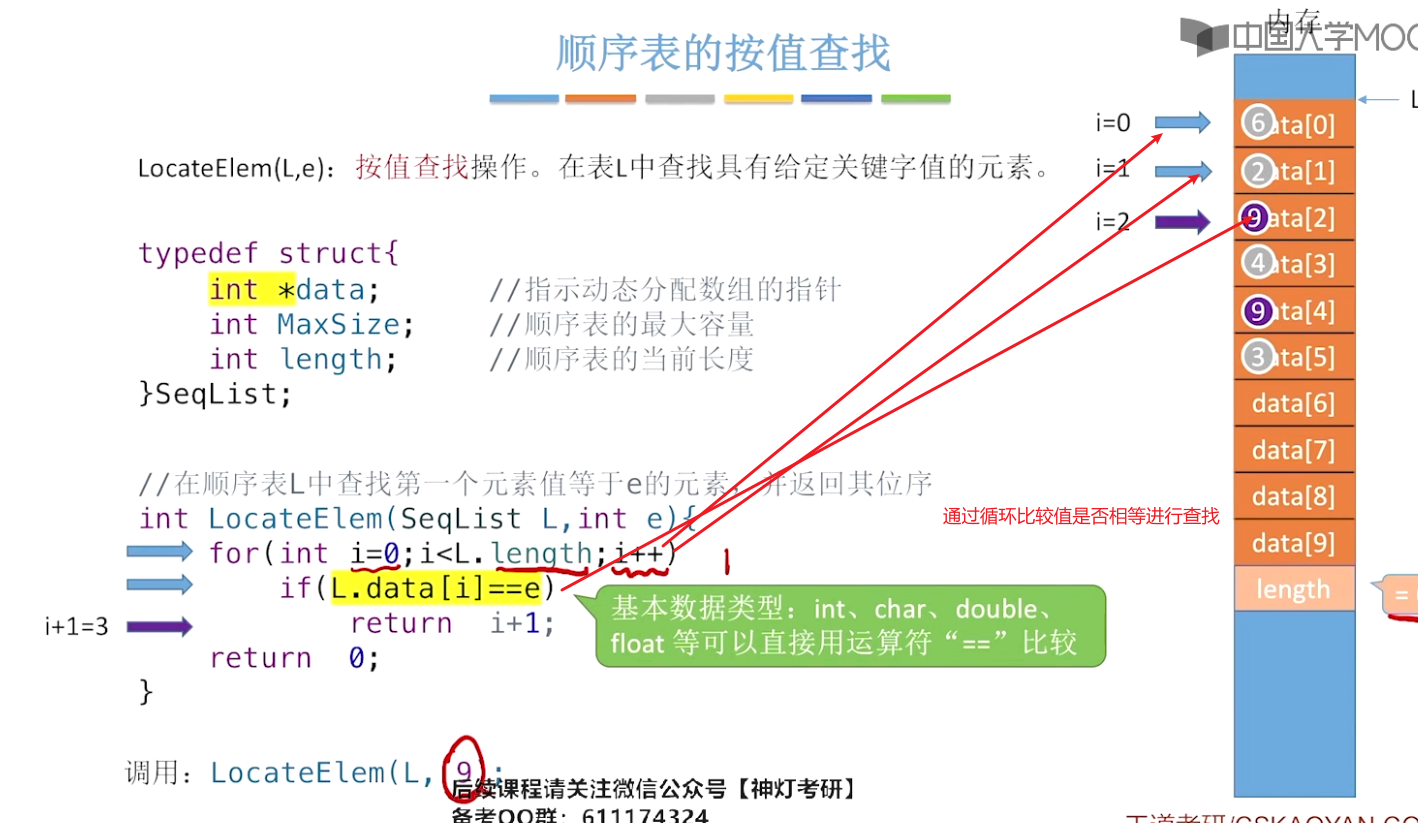 内存
中国大学MOO
顺序表的按值查找
L
i=0
6 ata[0]
LocateElem(L,e)：按值查找操作。在表L中查找具有给定关键字值的元素。
i=1
2 ata[1]
i=2
9 ata[2]
typedef struct{
4 ata[3]
int *data; //指示动态分配数组的指针
9 ata[4]
int MaxSize; //顺序表的最大容量
3 ata[5]
int length; //顺序表的当前长度
}SeqList;
data[6]
data[7]
//在顺序表L中查找第一个元素值等于e的元素，并返回其位序
data[8]
int LocateElem(SeqList L,int e){
通过循环比较值是否相等进行查找
data[9]
for(int i=0;i<L.length;i++)
if(L.data[i]==e)
length
=
基本数据类型：int、char、double、
float 等可以直接用运算符“==”比较
i+1=3
return i+1;
return 0;
}
调用：LocateElem(L, 9 ;
后续课程请关注微信公众号【神灯考研】
备考QQ群：611174324
王道考研/CSKAOYAN.CO